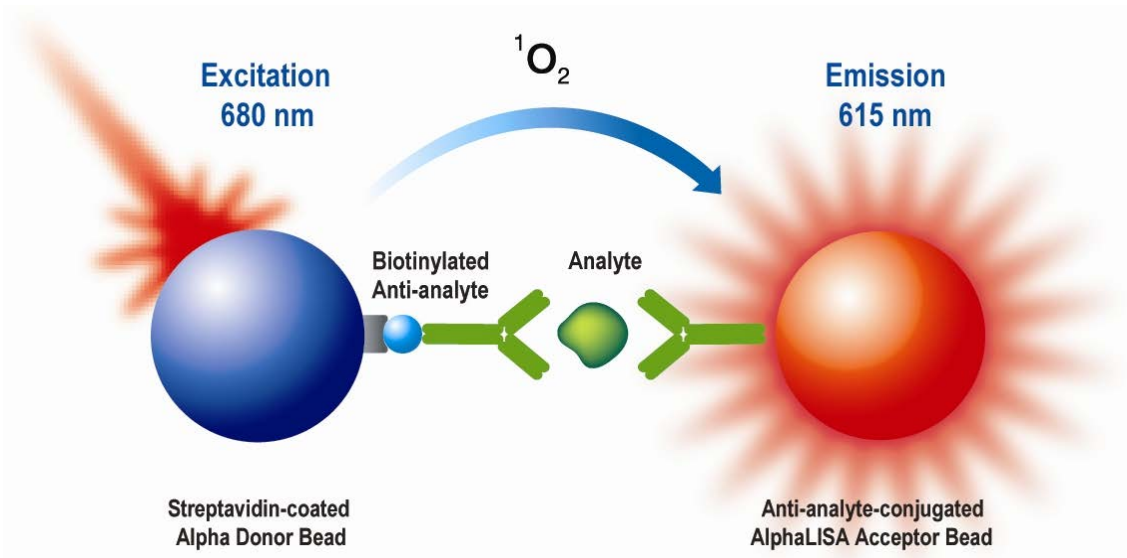 ¹O₂
Excitation
680 nm
Emission
615 nm
Biotinylated
Anti-analyte
Analyte
Streptavidin-coated
Alpha Donor Bead
Anti-analyte-conjugated
AlphaLISA Acceptor Bead